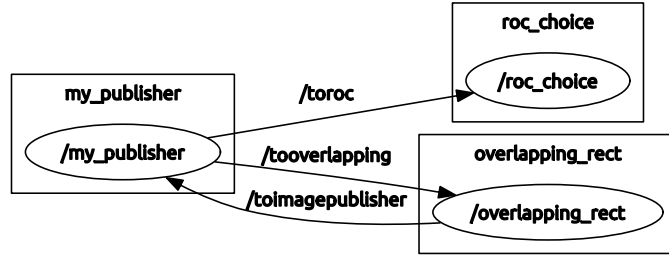 roc_choice
/roc_choice
my_publisher
/toroc
/my_publisher
/tooverlapping
overlapping_rect
/toimagepublisher
/overlapping_rect